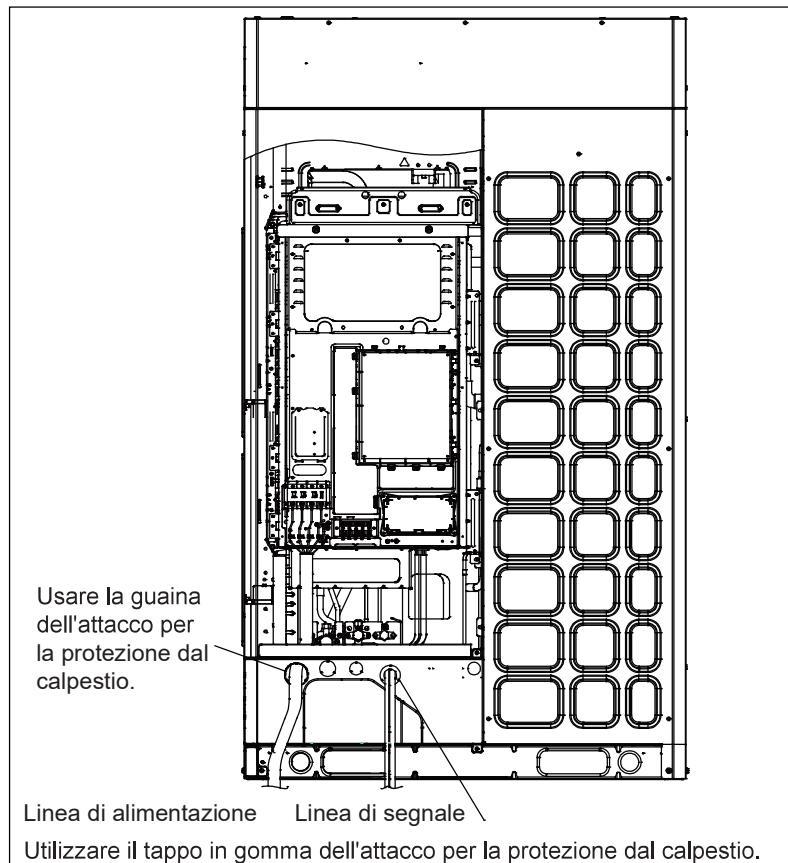 Usare la guaina
dell'attacco per
la protezione dal
calpestio.
Linea di alimentazione Linea di segnale
Utilizzare il tappo in gomma dell'attacco per la protezione dal calpestio.